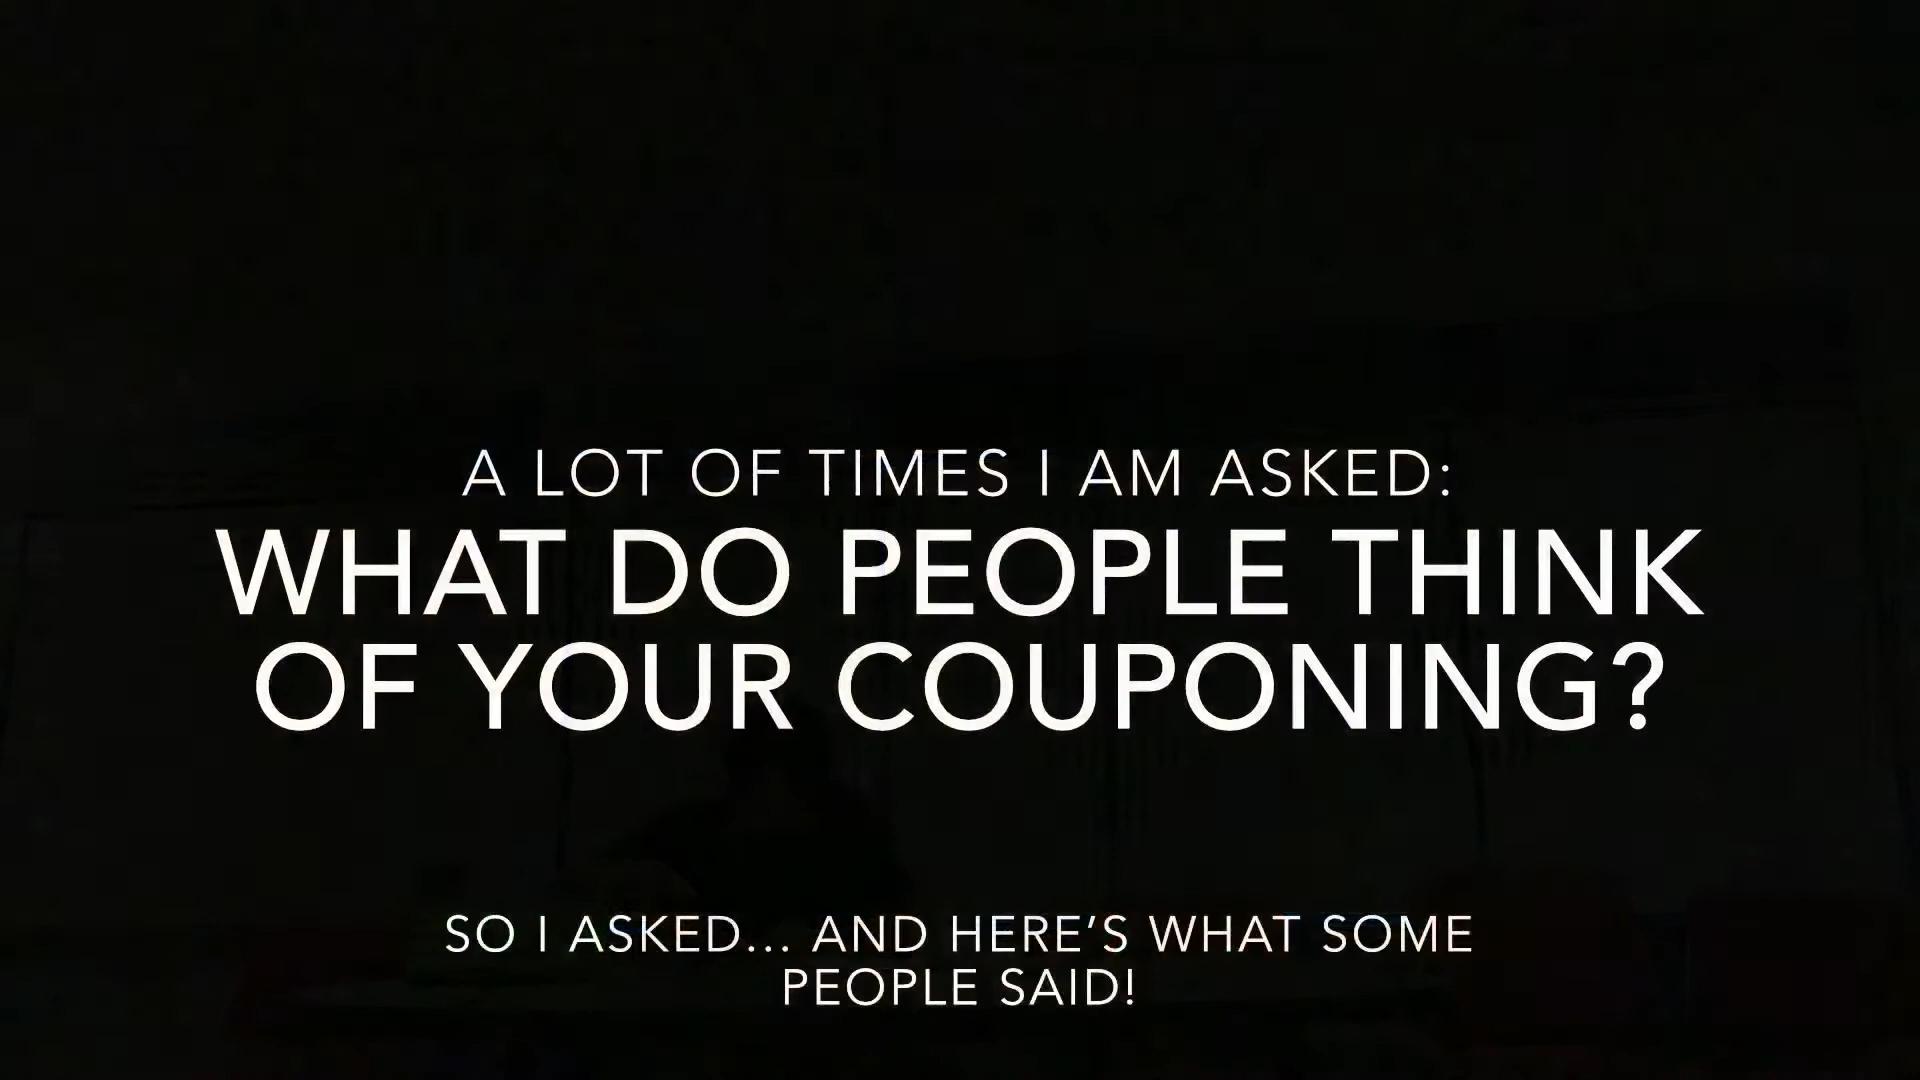 A LOT OF TIMES I AM ASKED:
WHAT DO PEOPLE THINK
OF YOUR COUPONING?
SO I ASKED... AND HERE'S WHAT SOME
PEOPLE SAID!